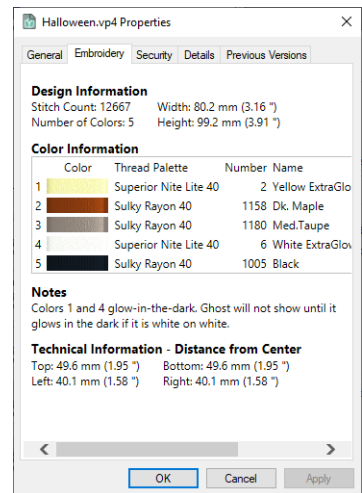 Halloween.vp4 Properties
General Embroidery Security Details Previous Versions
Design Information
Stitch Count: 12667 Width: 80.2 mm (3.16 ")
Number of Colors: 5 Height: 99.2 mm (3.91 ")
Color Information
Color Thread Palette Number Name
1 Superior Nite Lite 40 2 Yellow ExtraGlo
2 Sulky Rayon 40 1158 Dk. Maple
3 Sulky Rayon 40 1180 Med.Taupe
4 Superior Nite Lite 40 6 White ExtraGlov
5 Sulky Rayon 40 1005 Black
Notes
Colors 1 and 4 glow-in-the-dark. Ghost will not show until it
glows in the dark if it is white on white.
Technical Information - Distance from Center
Top: 49.6 mm (1.95 ") Bottom: 49.6 mm (1.95 ")
Left: 40.1 mm (1.58 ") Right: 40.1 mm (1.58 ")
OK Cancel Apply